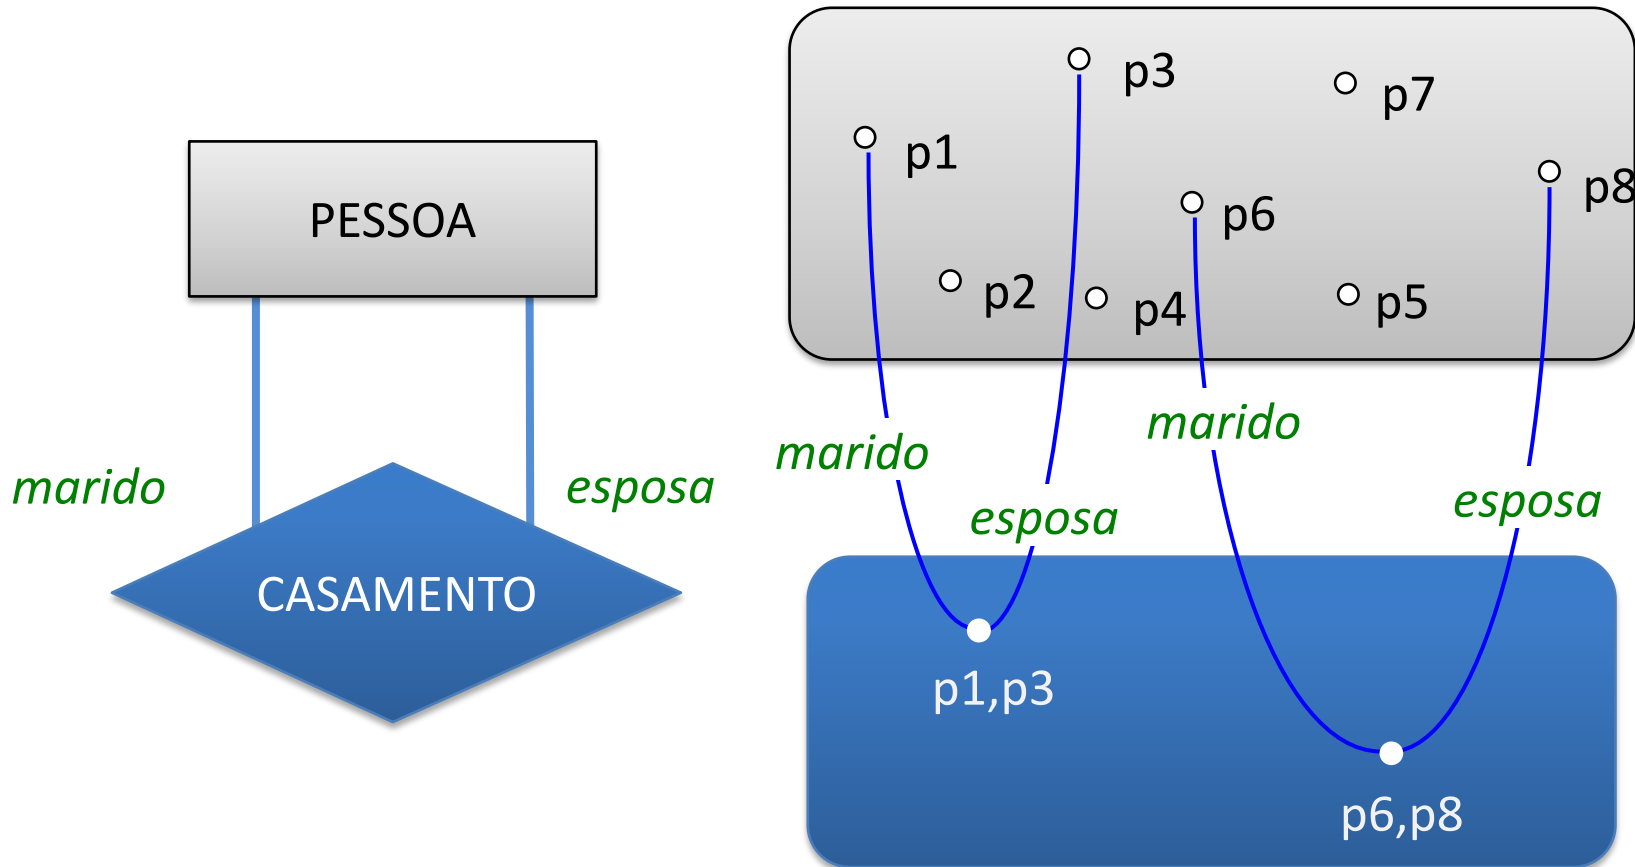 PESSOA
marido
esposa
CASAMENTO
p3
p7
p1
p8
p6
p2
p4
p5
marido
marido
esposa
esposa
p1,p3
p6,p8